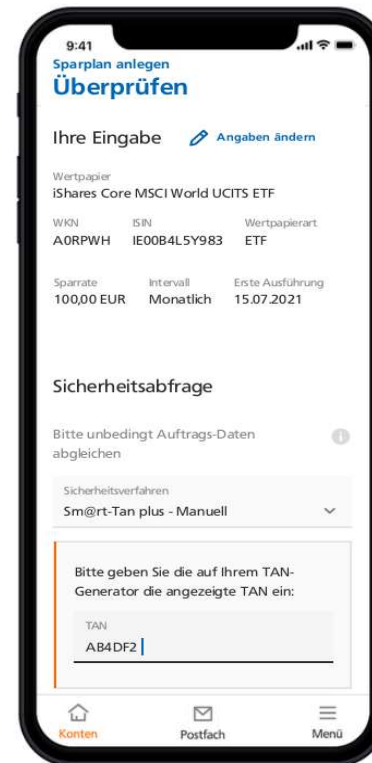 9:41
Sparplan anlegen
Überprüfen
Ihre Eingabe
Angaben ändern
Wertpapier
iShares Core MSCI World UCITS ETF
WKN ISIN Wertpapierart
A0RPWH IE00B4L5Y983 ETF
Sparrate Intervall Erste Ausführung
100,00 EUR Monatlich 15.07.2021
Sicherheitsabfrage
Bitte unbedingt Auftrags-Daten
abgleichen
Sicherheitsverfahren
Sm@rt-Tan plus - Manuell
Bitte geben Sie die auf Ihrem TAN-
Generator die angezeigte TAN ein:
TAN
AB4DF2
Konten Postfach Menü